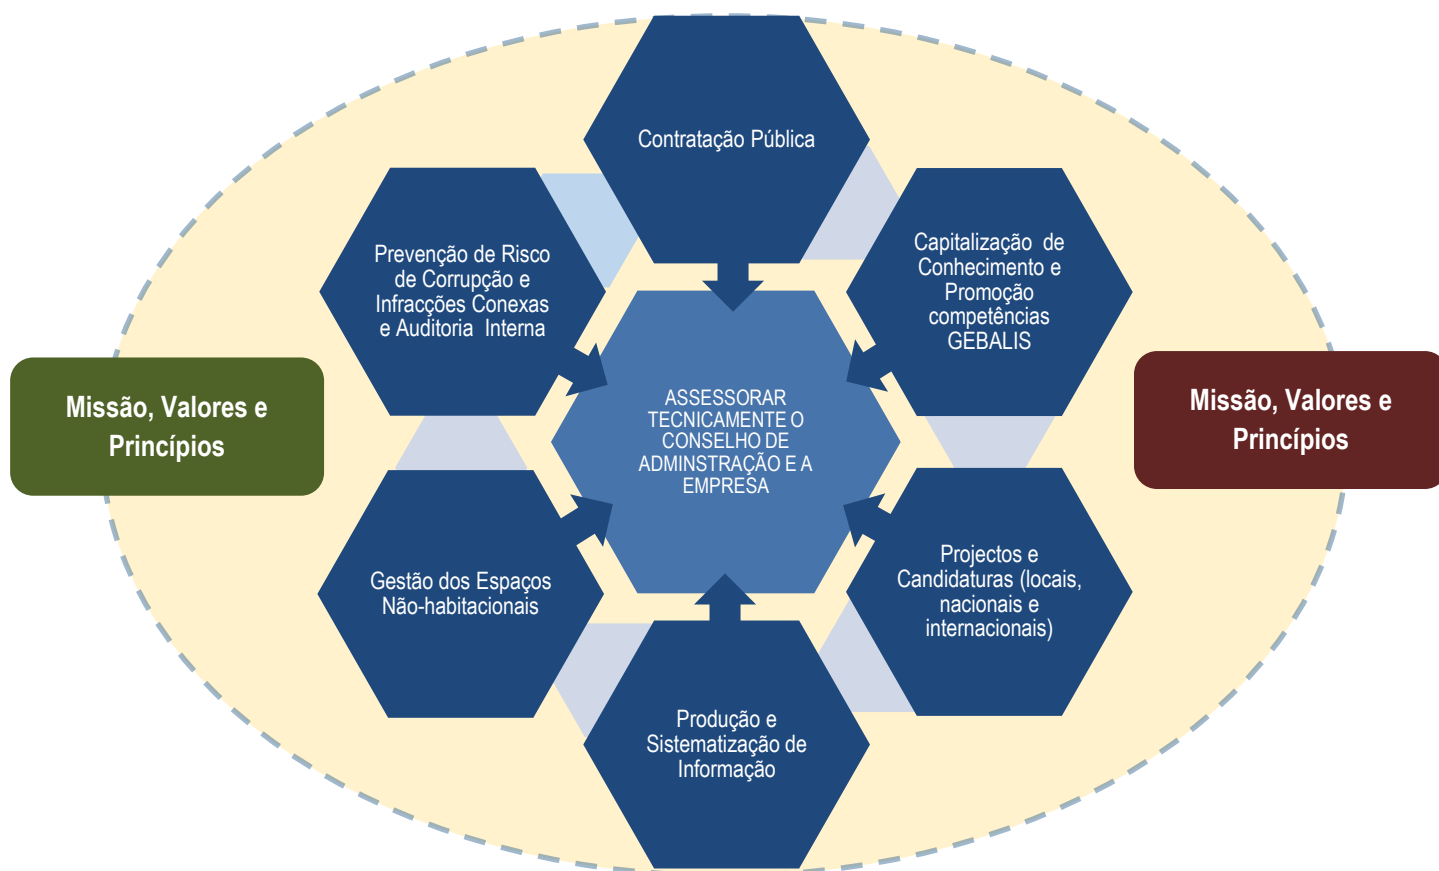 Contratação Pública
Prevenção de Risco
de Corrupção e
Infracções Conexas
e Auditoria Interna
Capitalização de
Conhecimento e
Promoção
competências
GEBALIS
Missão, Valores e
Princípios
ASSESSORAR
TECNICAMENTE O
CONSELHO DE
ADMINSTRAÇÃO E A
EMPRESA
Missão, Valores e
Princípios
Gestão dos Espaços
Não-habitacionais
Projectos e
Candidaturas (locais,
nacionais e
internacionais)
Produção e
Sistematização de
Informação